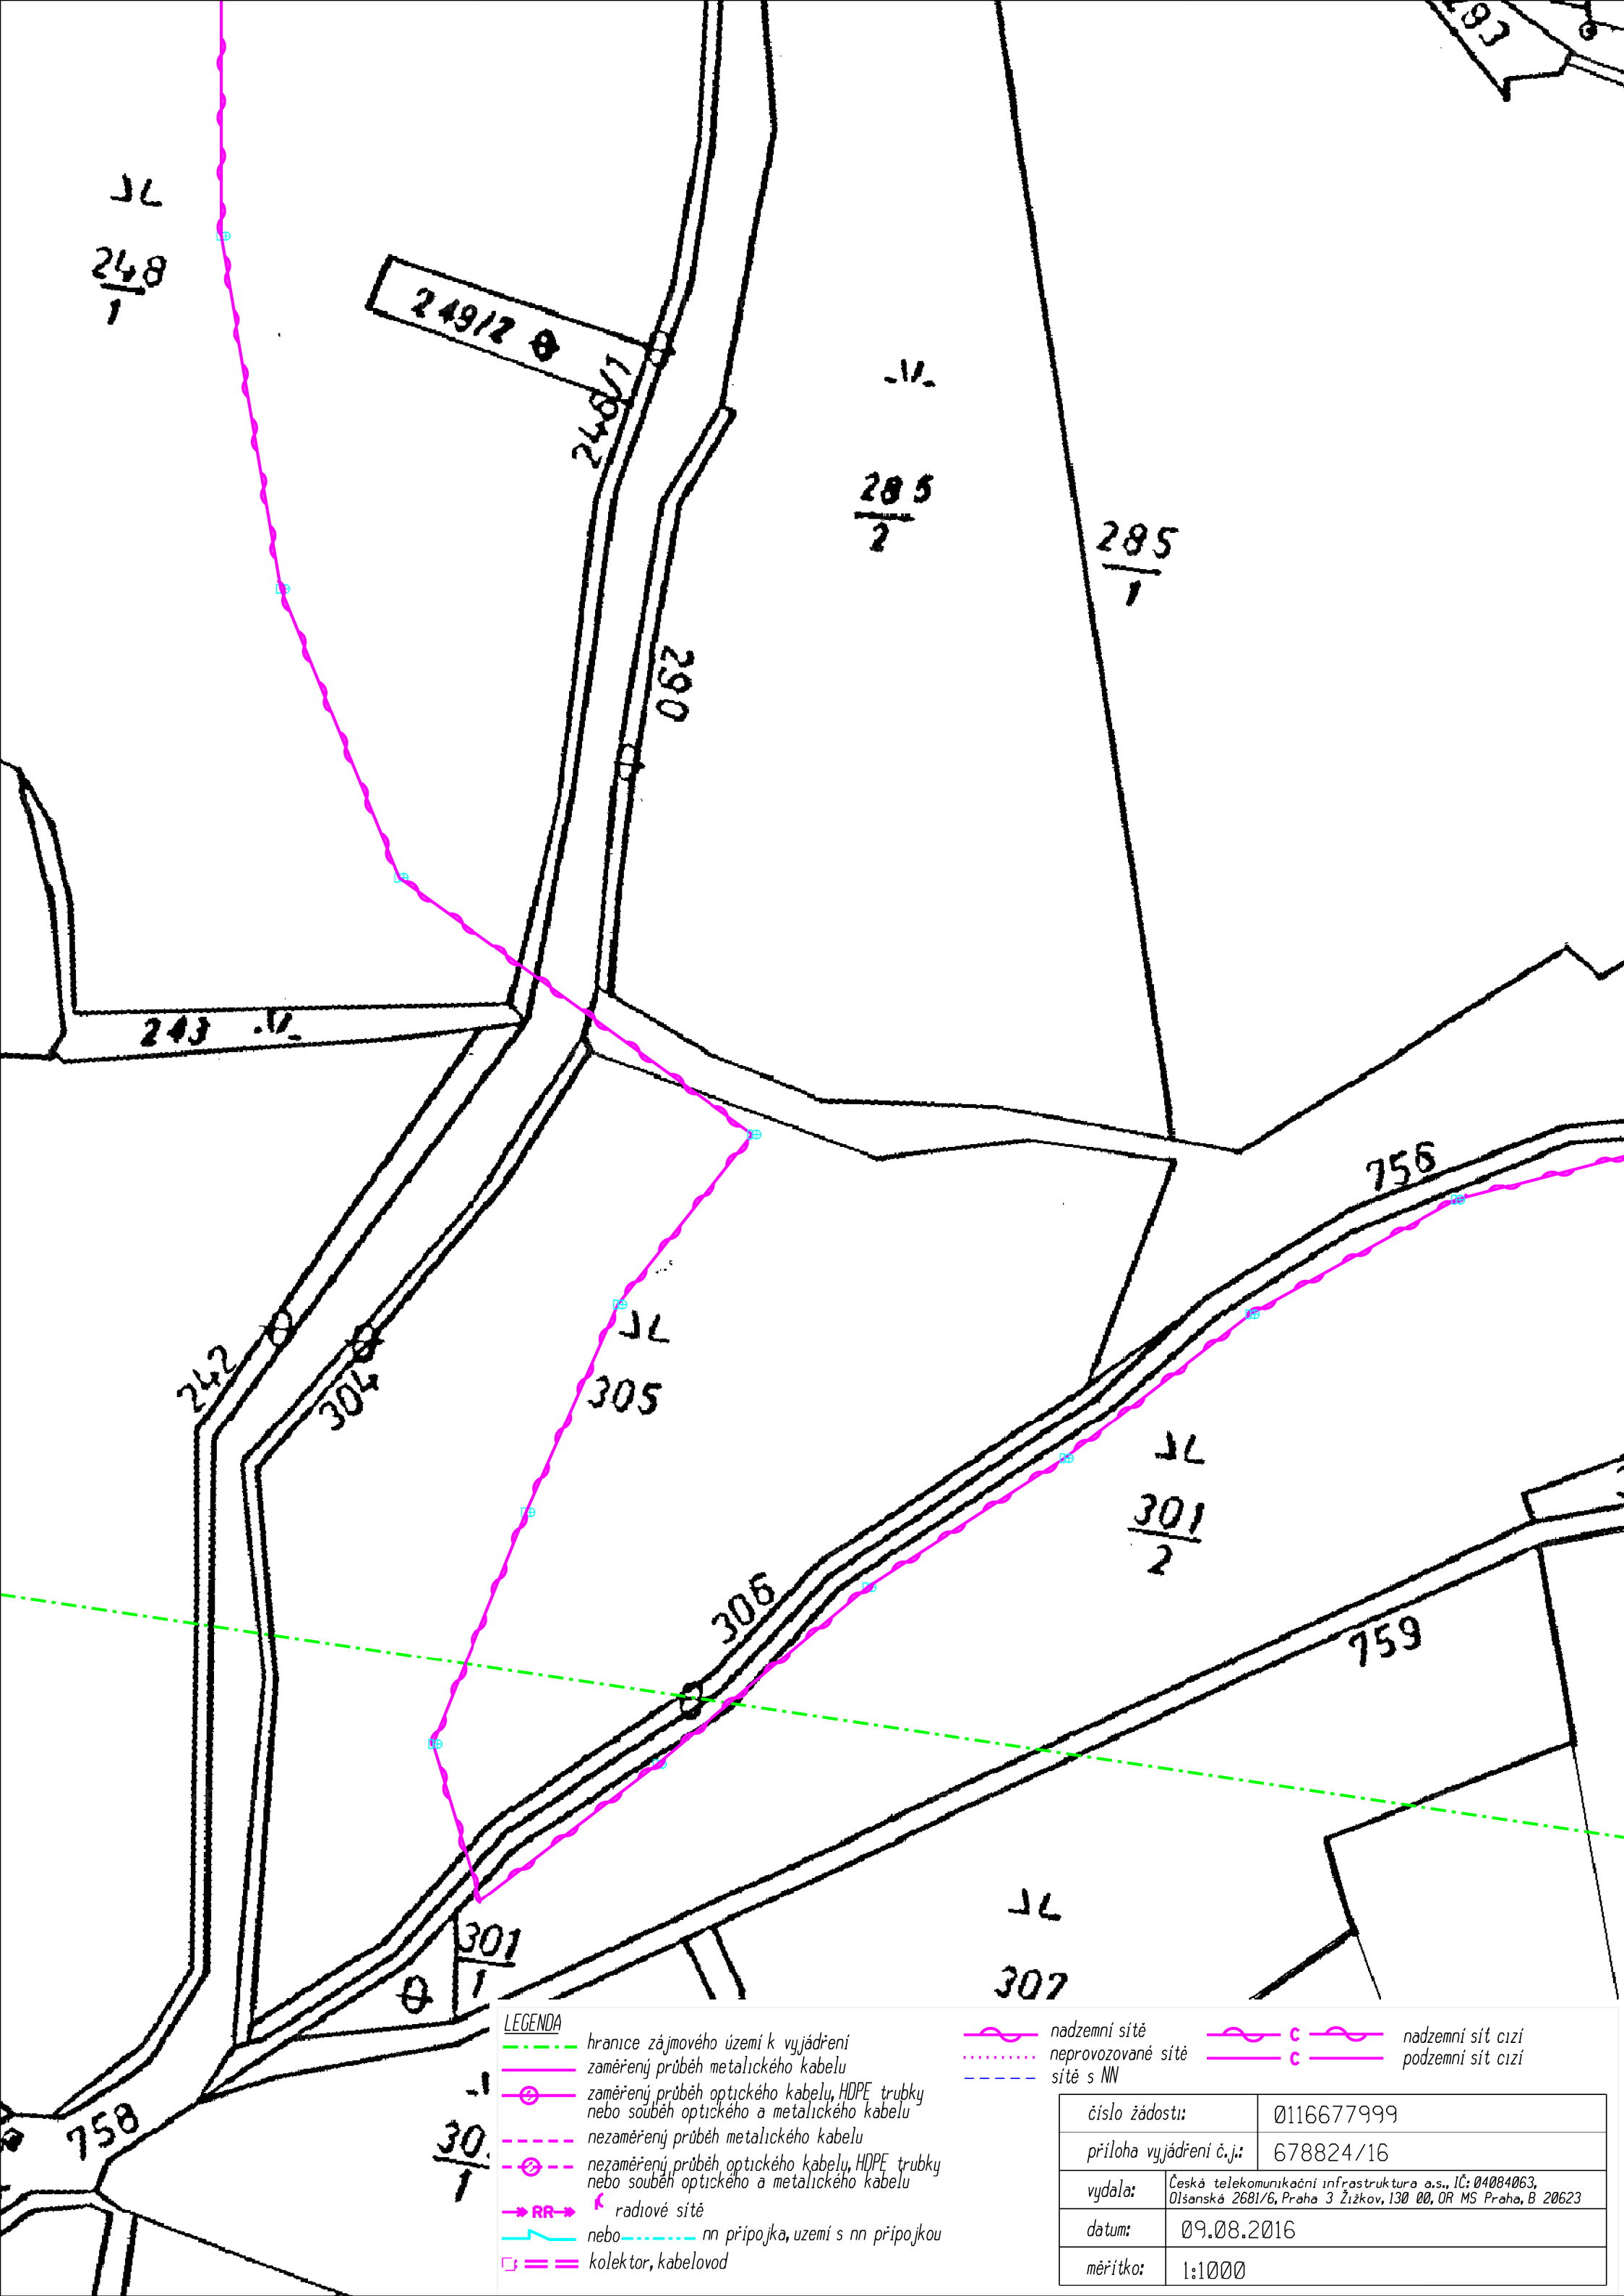 283
248
1
249/2
248/1
285
2
285
1
290
243
756
242
304
305
301
2
306
759
301
1
307
758
1
LEGENDA
hranice zájmového území k vyjádření
zaměřený průběh metalického kabelu
zaměřený průběh optického kabelu, HDPE trubky
nebo souběh optického a metalického kabelu
nezaměřený průběh metalického kabelu
nezaměřený průběh optického kabelu, HDPE trubky
nebo souběh optického a metalického kabelu
RR radiové sítě
nebo nn přípojka, uzemí s nn přípojkou
kolektor, kabelovod
nadzemní sítě
neprovozované sítě
sítě s NN
C nadzemní sít cizí
C podzemní sít cizí
číslo žádosti: 0116677999
příloha vyjádření č.j.: 678824/16
vydala: Česká telekomunikační infrastruktura a.s., IČ: 04084063,
Olšanská 2681/6, Praha 3 Žižkov, 130 00, OR MS Praha, B 20623
datum: 09.08.2016
měřítko: 1:1000